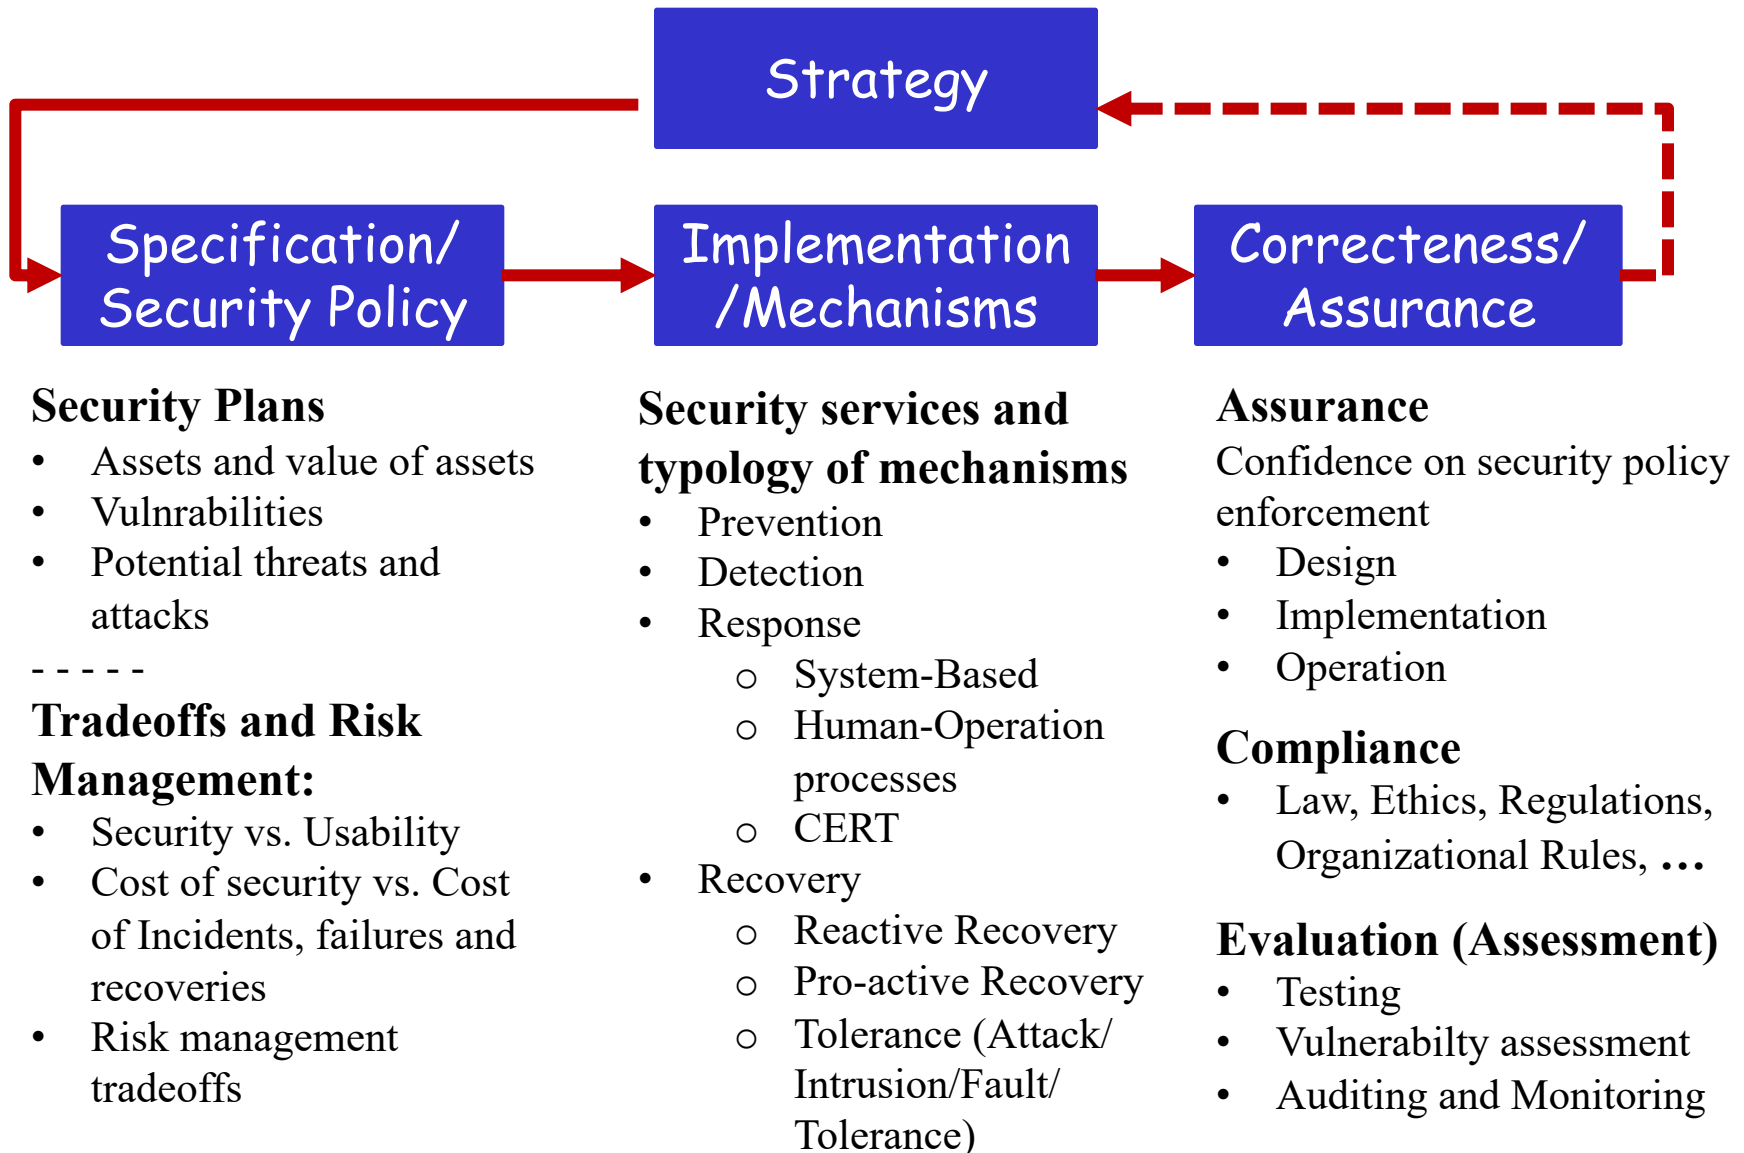 Strategy
Specification/
Security Policy
Implementation
/Mechanisms
Correcteness/
Assurance
Security Plans
• Assets and value of assets
• Vulnrabilities
• Potential threats and
attacks
- - - - -
Tradeoffs and Risk
Management:
• Security vs. Usability
• Cost of security vs. Cost
of Incidents, failures and
recoveries
• Risk management
tradeoffs
Security services and
typology of mechanisms
• Prevention
• Detection
• Response
o System-Based
o Human-Operation
processes
o CERT
• Recovery
o Reactive Recovery
o Pro-active Recovery
o Tolerance (Attack/
Intrusion/Fault/
Tolerance)
Assurance
Confidence on security policy
enforcement
• Design
• Implementation
• Operation
Compliance
• Law, Ethics, Regulations,
Organizational Rules, …
Evaluation (Assessment)
• Testing
• Vulnerabilty assessment
• Auditing and Monitoring